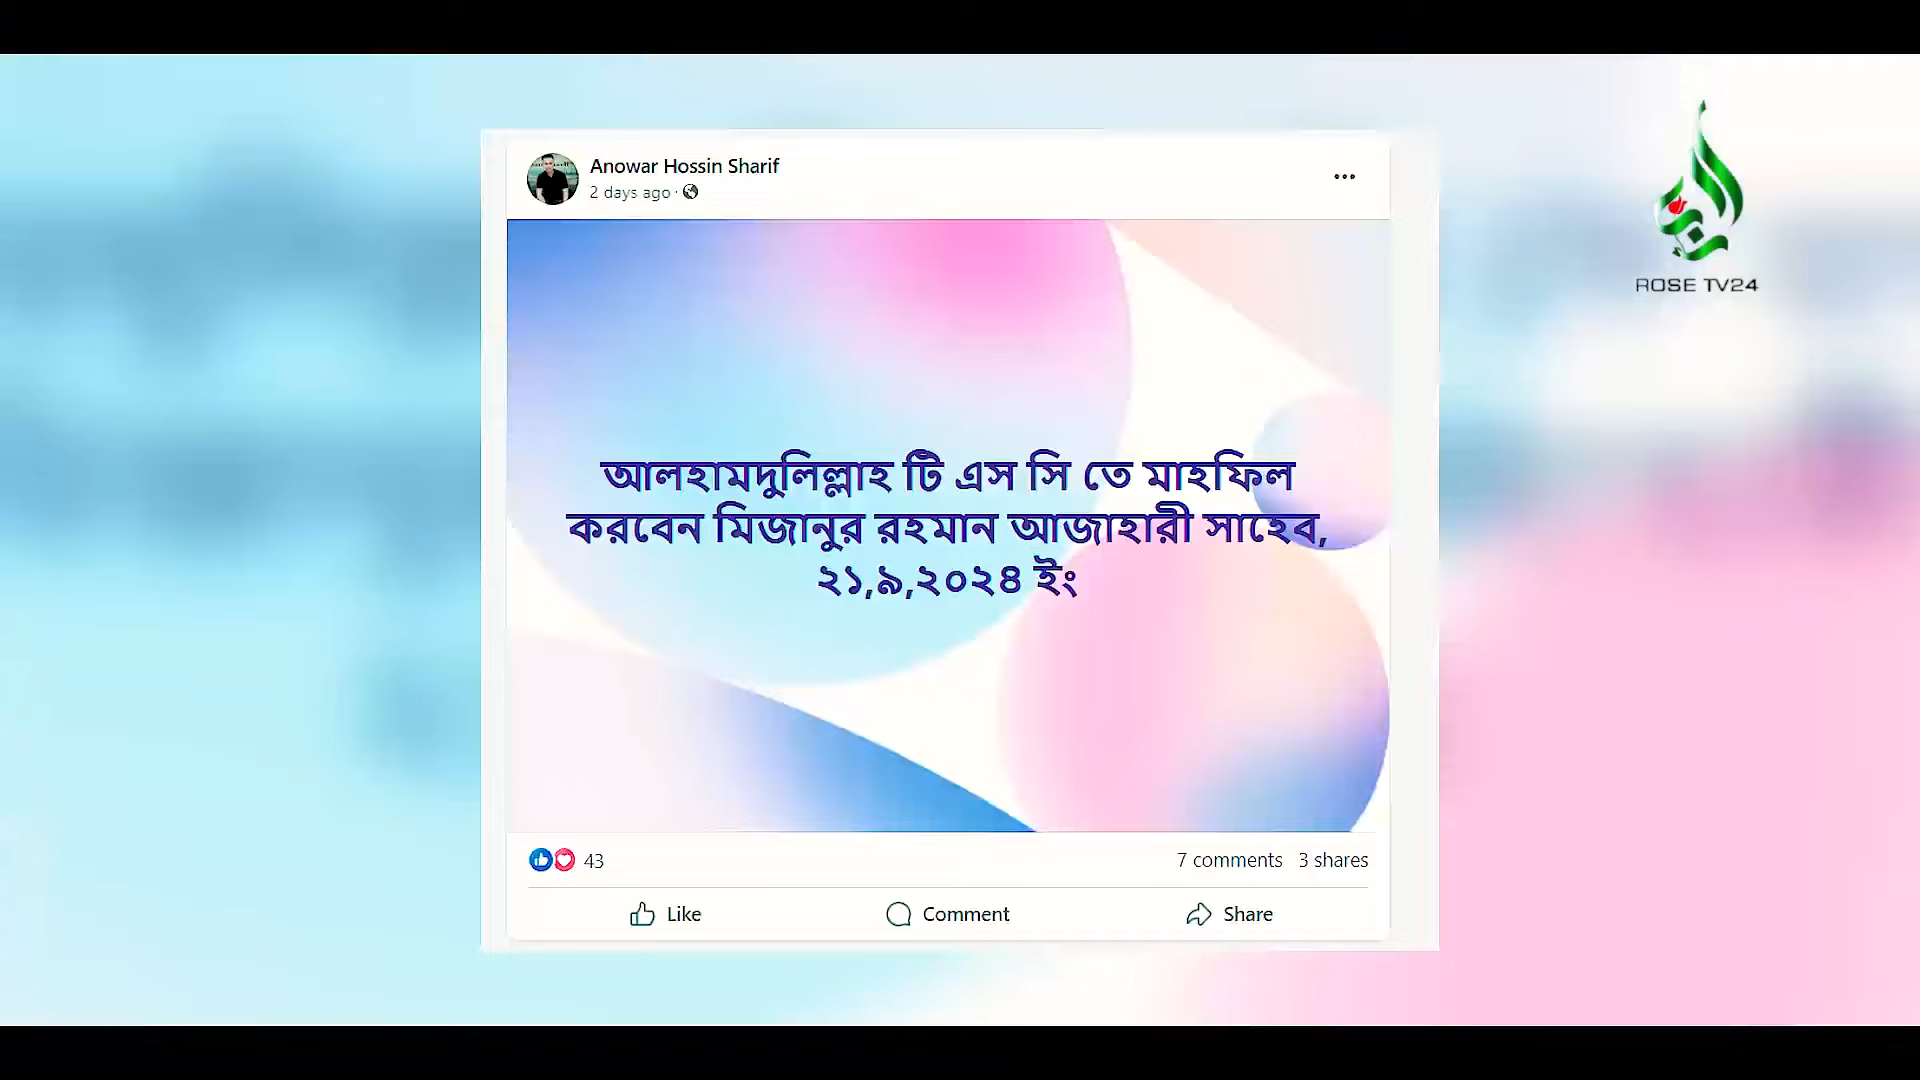 Anowar Hossin Sharif
2 days ago ·
ROSE TV24
আলহামদুলিল্লাহ টি এস সি তে মাহফিল
করবেন মিজানুর রহমান আজাহারী সাহেব,
২১,৯,২০২৪ ইং
43
7 comments 3 shares
Like Comment Share